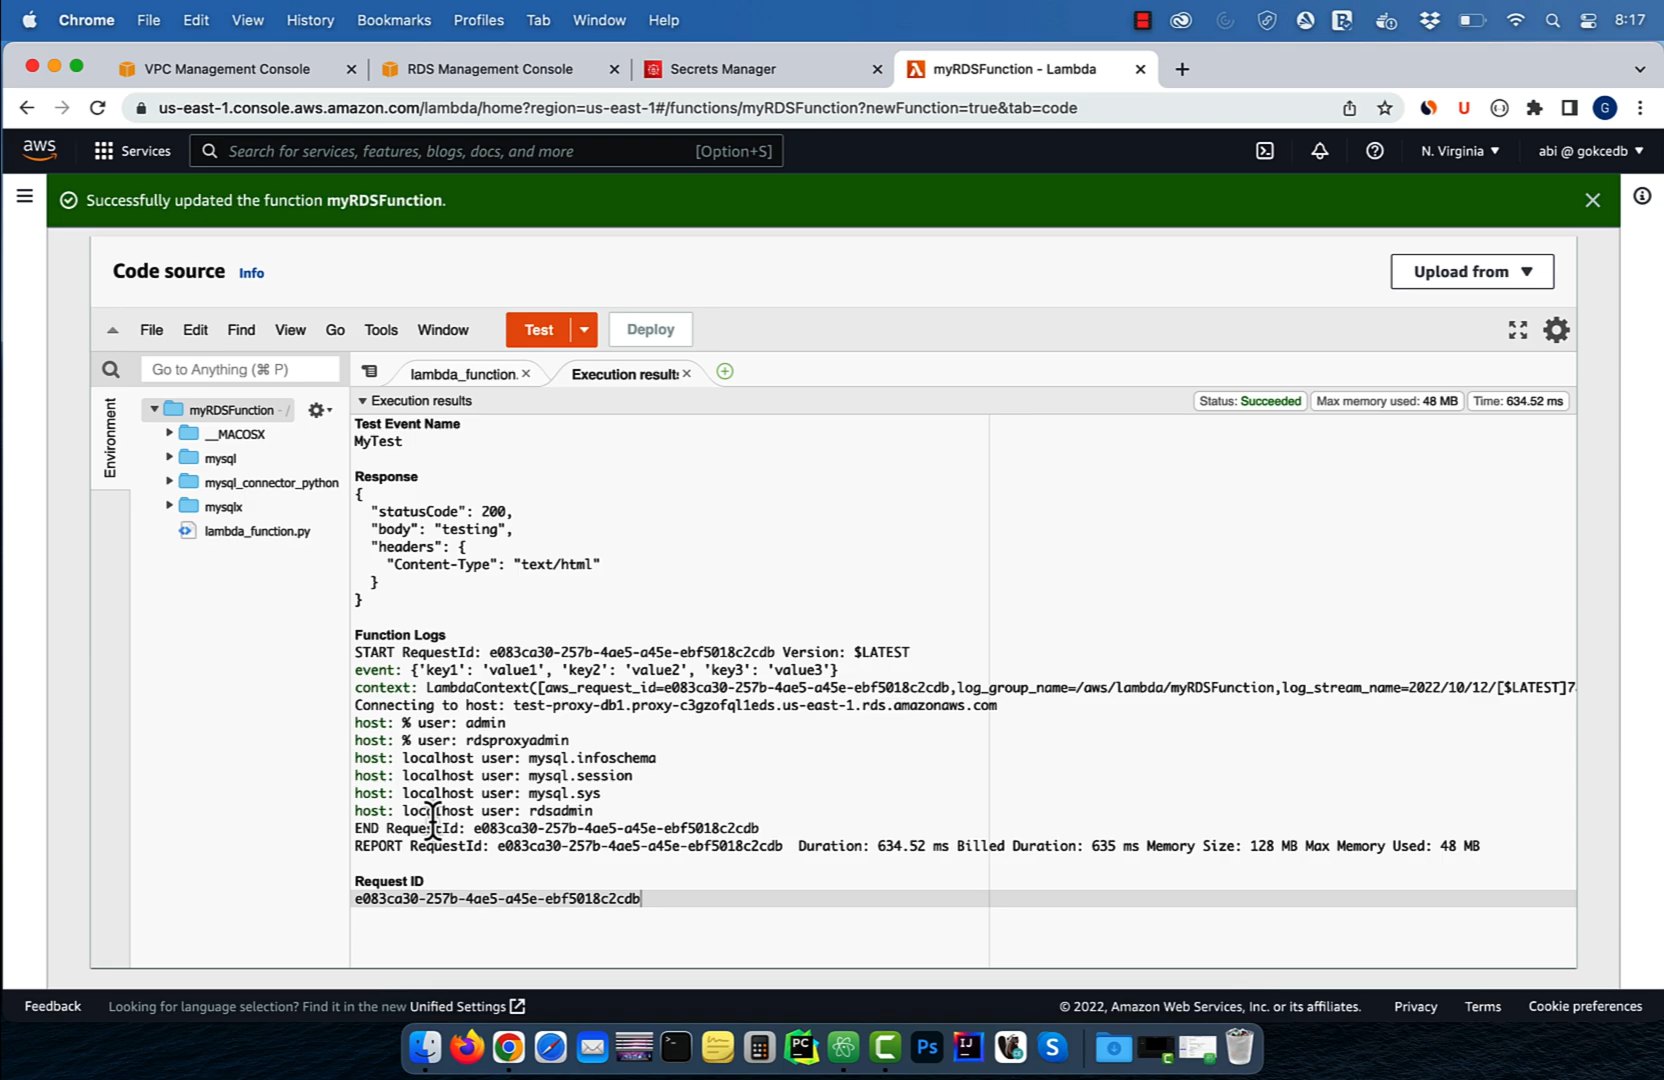 Chrome File Edit View History Bookmarks Profiles Tab Window Help 8:17
VPC Management Console RDS Management Console Secrets Manager myRDSFunction - Lambda
us-east-1.console.aws.amazon.com/lambda/home?region=us-east-1#/functions/myRDSFunction?newFunction=true&tab=code U G
aws Services Search for services, features, blogs, docs, and more [Option+S] N. Virginia abi @ gokcedb
Successfully updated the function myRDSFunction.
Code source Info Upload from
File Edit Find View Go Tools Window Test Deploy
Go to Anything (⌘ P) lambda_function. Execution results
Execution results Status: Succeeded Max memory used: 48 MB Time: 634.52 ms
Environment
myRDSFunction - /
__MACOSX
mysql
mysql_connector_python
mysqlx
lambda_function.py
Test Event Name
MyTest
Response
{
"statusCode": 200,
"body": "testing",
"headers": {
"Content-Type": "text/html"
}
}
Function Logs
START RequestId: e083ca30-257b-4ae5-a45e-ebf5018c2cdb Version: $LATEST
event: {'key1': 'value1', 'key2': 'value2', 'key3': 'value3'}
context: LambdaContext([aws_request_id=e083ca30-257b-4ae5-a45e-ebf5018c2cdb,log_group_name=/aws/lambda/myRDSFunction,log_stream_name=2022/10/12/[$LATEST]7
Connecting to host: test-proxy-db1.proxy-c3gzofql1eds.us-east-1.rds.amazonaws.com
host: % user: admin
host: % user: rdsproxyadmin
host: localhost user: mysql.infoschema
host: localhost user: mysql.session
host: localhost user: mysql.sys
host: localhost user: rdsadmin
END RequestId: e083ca30-257b-4ae5-a45e-ebf5018c2cdb
REPORT RequestId: e083ca30-257b-4ae5-a45e-ebf5018c2cdb Duration: 634.52 ms Billed Duration: 635 ms Memory Size: 128 MB Max Memory Used: 48 MB
Request ID
e083ca30-257b-4ae5-a45e-ebf5018c2cdb
Feedback Looking for language selection? Find it in the new Unified Settings © 2022, Amazon Web Services, Inc. or its affiliates. Privacy Terms Cookie preferences
PC Ps IJ S